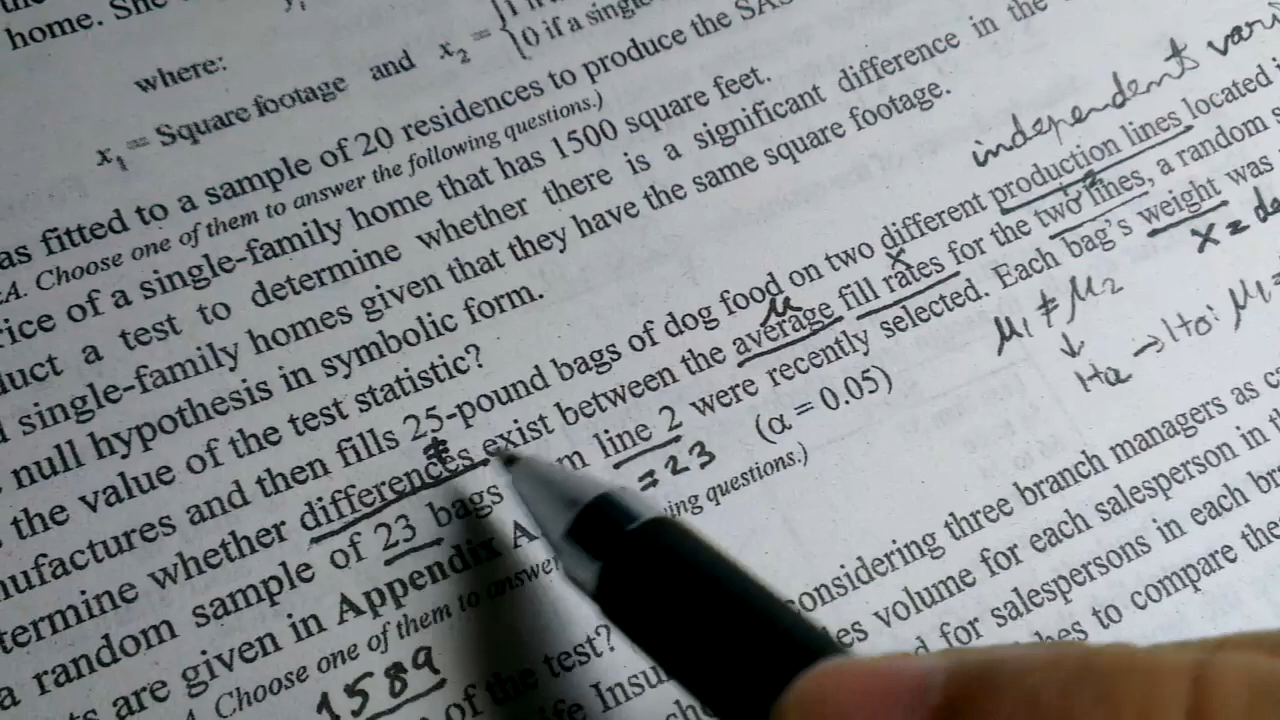 home. She
where:
x₁ = Square footage and x₂ = {0 if a single
as fitted to a sample of 20 residences to produce the SAS
A. Choose one of them to answer the following questions.)
rice of a single-family home that has 1500 square feet.
duct a test to determine whether there is a significant difference in the
single-family homes given that they have the same square footage.
null hypothesis in symbolic form.
the value of the test statistic?
independent vari
nufactures and then fills 25-pound bags of dog food on two different production lines located
termine whether differences exist between the average fill rates for the two lines, a random
a random sample of 23 bags line 2 were recently selected. Each bag's weight was
are given in Appendix A (α = 0.05)
Choose one of them to answer ing questions.)
≠
μ
x
= 23
x = de
μ₁ ≠ μ₂
↓
Ha → Ho: μ₁ =
1589
of the test?
fe Insu
onsidering three branch managers as
es volume for each salesperson in
for salespersons in each
to compare the